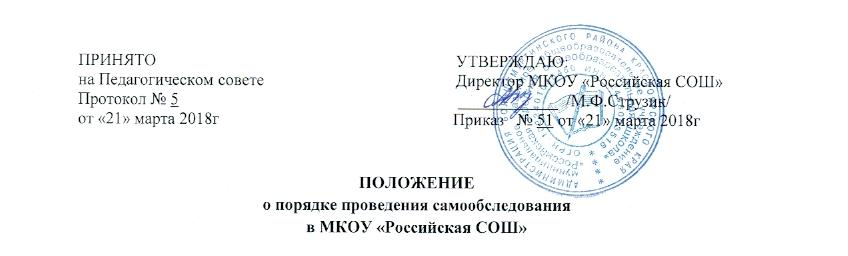 ПРИНЯТО
на Педагогическом совете
Протокол № 5
от «21» марта 2018г
УТВЕРЖДАЮ:
Директор МКОУ «Российская СОШ»
/М.Ф.Струзик/
Приказ № 51 от «21» марта 2018г
ПОЛОЖЕНИЕ
о порядке проведения самообследования
в МКОУ «Российская СОШ»